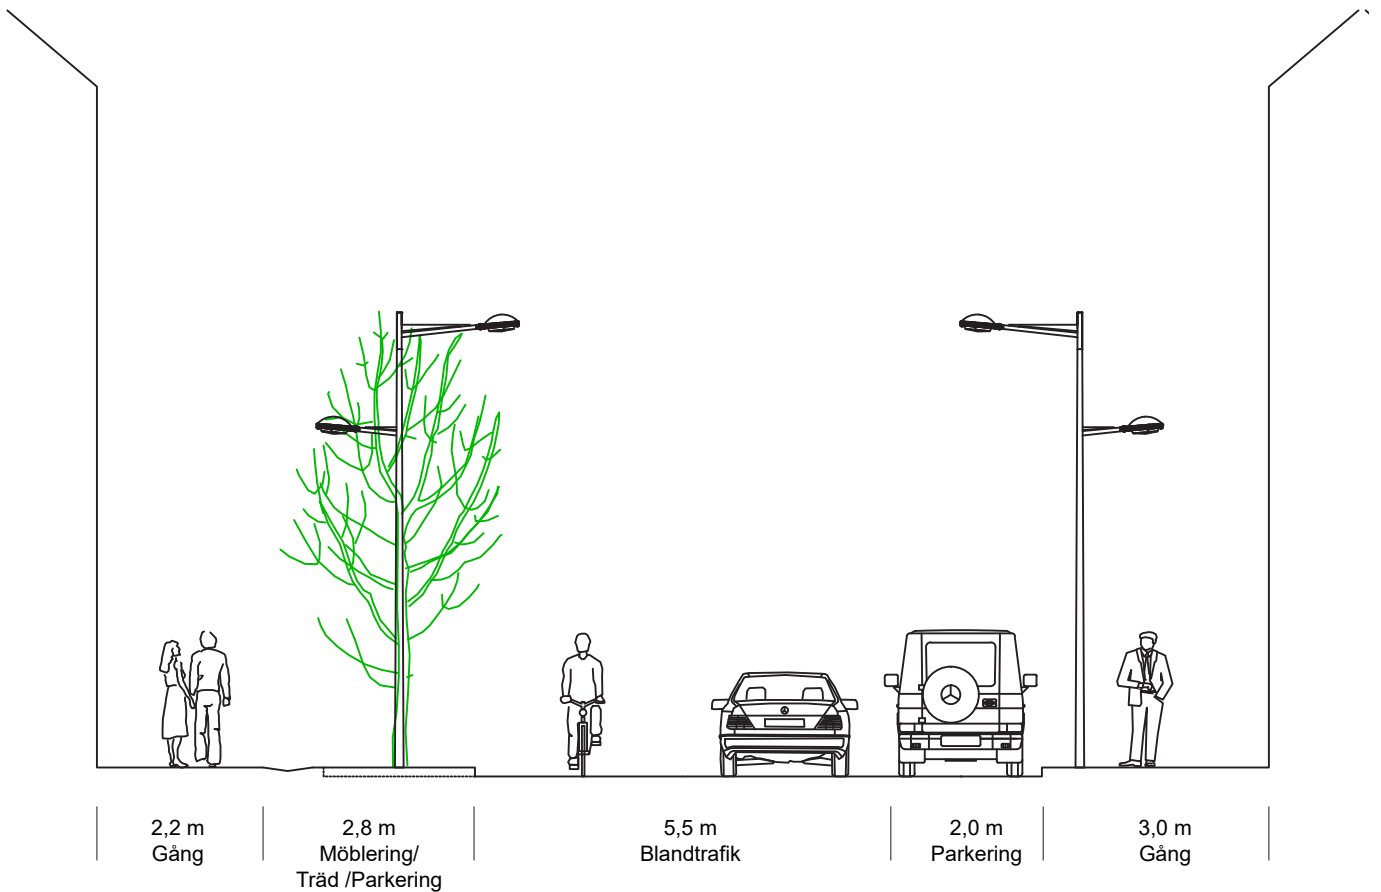 2,2 m
Gång
2,8 m
Möblering/
Träd /Parkering
5,5 m
Blandtrafik
2,0 m
Parkering
3,0 m
Gång